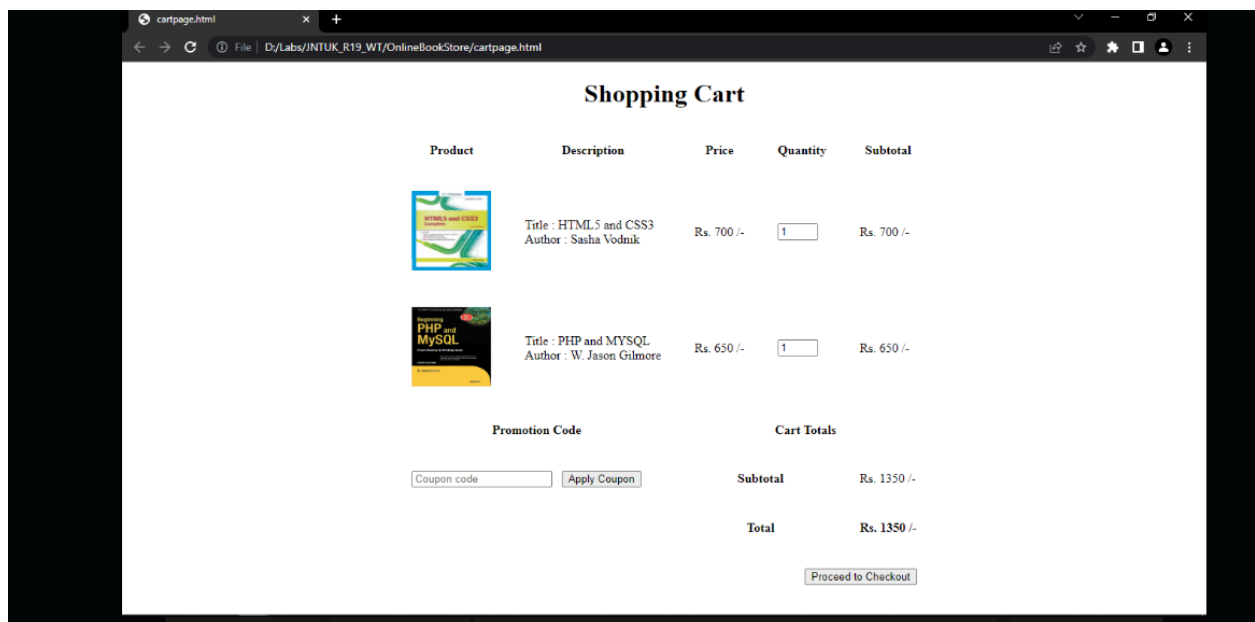 cartpage.html
File | D:/Labs/JNTUK_R19_WT/OnlineBookStore/cartpage.html
Shopping Cart
Product Description Price Quantity Subtotal
HTML5 and CSS3
Complete
Title : HTML5 and CSS3
Author : Sasha Vodnik
Rs. 700 /- 1 Rs. 700 /-
Beginning
PHP and
MySQL
Title : PHP and MYSQL
Author : W. Jason Gilmore
Rs. 650 /- 1 Rs. 650 /-
Promotion Code Cart Totals
Coupon code Apply Coupon Subtotal Rs. 1350 /-
Total Rs. 1350 /-
Proceed to Checkout